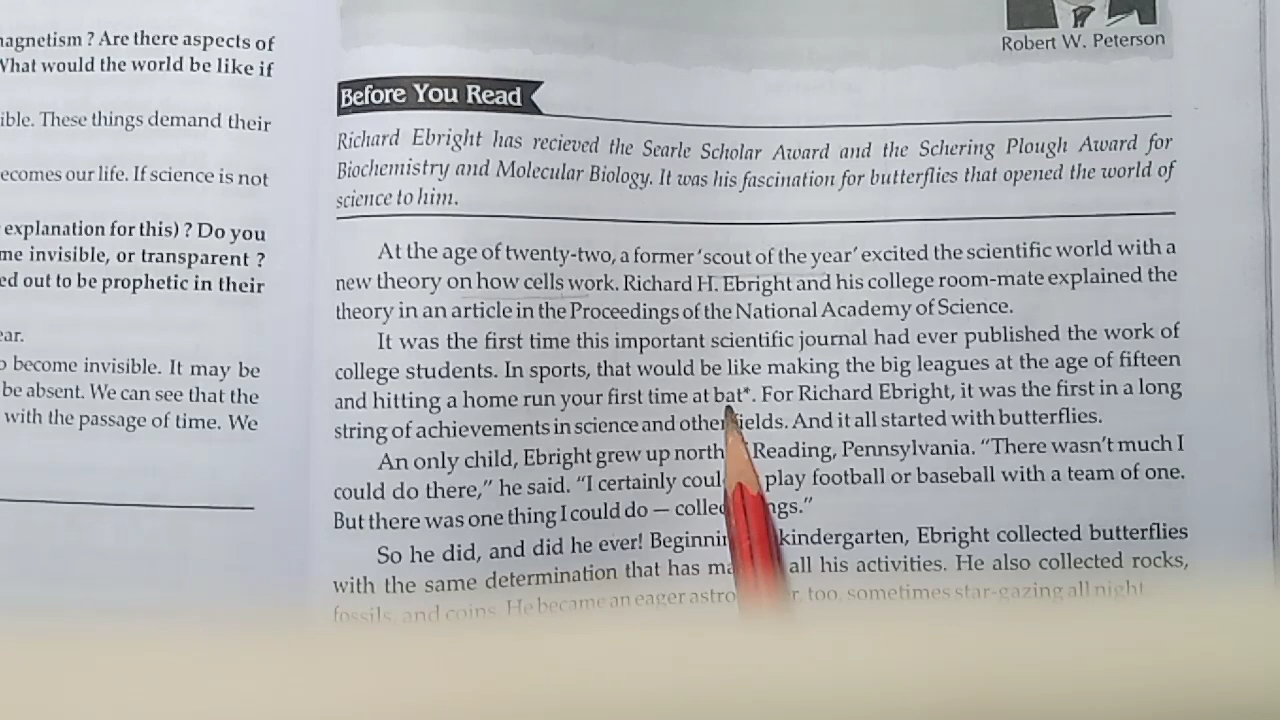 agnetism ? Are there aspects of
What would the world be like if
ible. These things demand their
ecomes our life. If science is not
explanation for this) ? Do you
me invisible, or transparent ?
ed out to be prophetic in their
ear.
become invisible. It may be
be absent. We can see that the
with the passage of time. We
Robert W. Peterson
Before You Read
Richard Ebright has recieved the Searle Scholar Award and the Schering Plough Award for
Biochemistry and Molecular Biology. It was his fascination for butterflies that opened the world of
science to him.
At the age of twenty-two, a former 'scout of the year' excited the scientific world with a
new theory on how cells work. Richard H. Ebright and his college room-mate explained the
theory in an article in the Proceedings of the National Academy of Science.
It was the first time this important scientific journal had ever published the work of
college students. In sports, that would be like making the big leagues at the age of fifteen
and hitting a home run your first time at bat*. For Richard Ebright, it was the first in a long
string of achievements in science and other fields. And it all started with butterflies.
An only child, Ebright grew up north Reading, Pennsylvania. "There wasn't much I
could do there," he said. "I certainly coul play football or baseball with a team of one.
But there was one thing I could do — collec ngs."
So he did, and did he ever! Beginnin kindergarten, Ebright collected butterflies
with the same determination that has ma all his activities. He also collected rocks,
fossils, and coins. He became an eager astro r, too, sometimes star-gazing all night